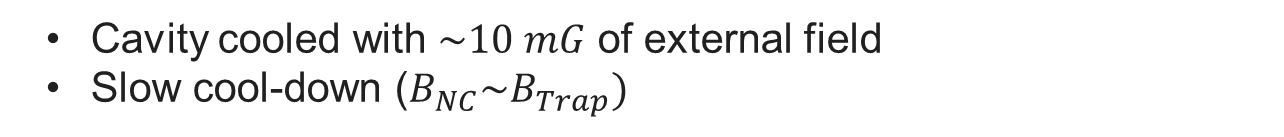 • Cavity cooled with ~10 mG of external field
• Slow cool-down (B_NC~B_Trap)